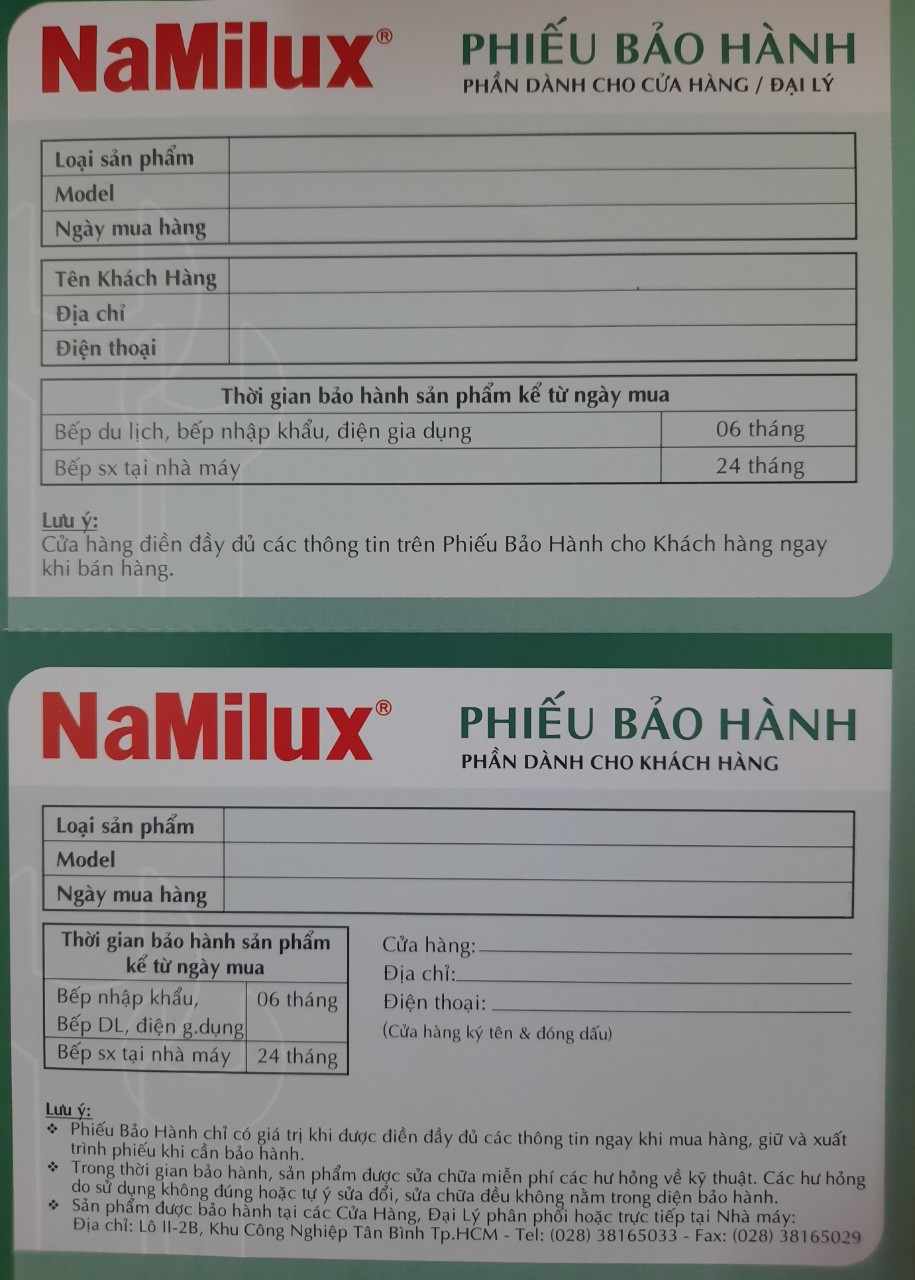 NaMilux®
PHIẾU BẢO HÀNH
PHẦN DÀNH CHO CỬA HÀNG / ĐẠI LÝ
Loại sản phẩm
Model
Ngày mua hàng
Tên Khách Hàng
Địa chỉ
Điện thoại
Thời gian bảo hành sản phẩm kể từ ngày mua
Bếp du lịch, bếp nhập khẩu, điện gia dụng 06 tháng
Bếp sx tại nhà máy 24 tháng
Lưu ý:
Cửa hàng điền đầy đủ các thông tin trên Phiếu Bảo Hành cho Khách hàng ngay
khi bán hàng.
NaMilux®
PHIẾU BẢO HÀNH
PHẦN DÀNH CHO KHÁCH HÀNG
Loại sản phẩm
Model
Ngày mua hàng
Thời gian bảo hành sản phẩm
kể từ ngày mua
Bếp nhập khẩu, 06 tháng
Bếp DL, điện g.dụng
Bếp sx tại nhà máy 24 tháng
Cửa hàng:
Địa chỉ:
Điện thoại:
(Cửa hàng ký tên & đóng dấu)
Lưu ý:
❖ Phiếu Bảo Hành chỉ có giá trị khi được điền đầy đủ các thông tin ngay khi mua hàng, giữ và xuất
trình phiếu khi cần bảo hành.
❖ Trong thời gian bảo hành, sản phẩm được sửa chữa miễn phí các hư hỏng về kỹ thuật. Các hư hỏng
do sử dụng không đúng hoặc tự ý sửa đổi, sửa chữa đều không nằm trong diện bảo hành.
❖ Sản phẩm được bảo hành tại các Cửa Hàng, Đại Lý phân phối hoặc trực tiếp tại Nhà máy:
Địa chỉ: Lô II-2B, Khu Công Nghiệp Tân Bình Tp.HCM - Tel: (028) 38165033 - Fax: (028) 38165029